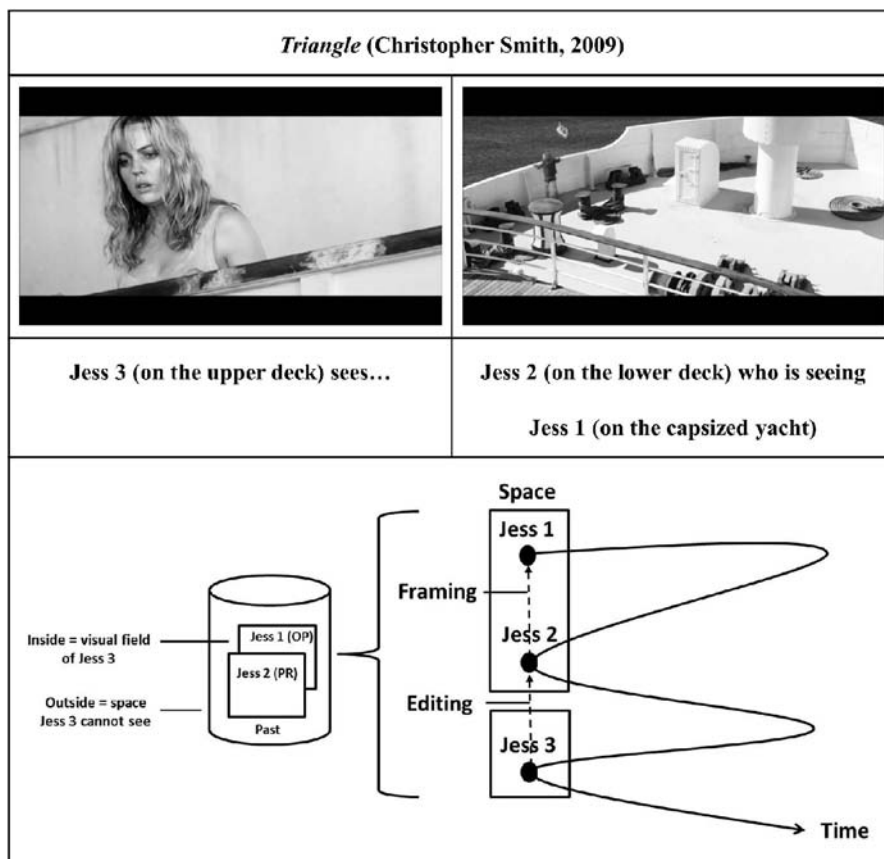 Triangle (Christopher Smith, 2009)
Jess 3 (on the upper deck) sees…
Jess 2 (on the lower deck) who is seeing
Jess 1 (on the capsized yacht)
Inside = visual field
of Jess 3
Outside = space
Jess 3 cannot see
Jess 1 (OP)
Jess 2 (PR)
Past
Space
Jess 1
Framing
Jess 2
Editing
Jess 3
Time